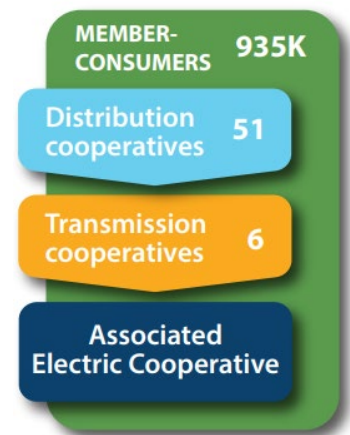 MEMBER-
CONSUMERS 935K
Distribution
cooperatives 51
Transmission
cooperatives 6
Associated
Electric Cooperative